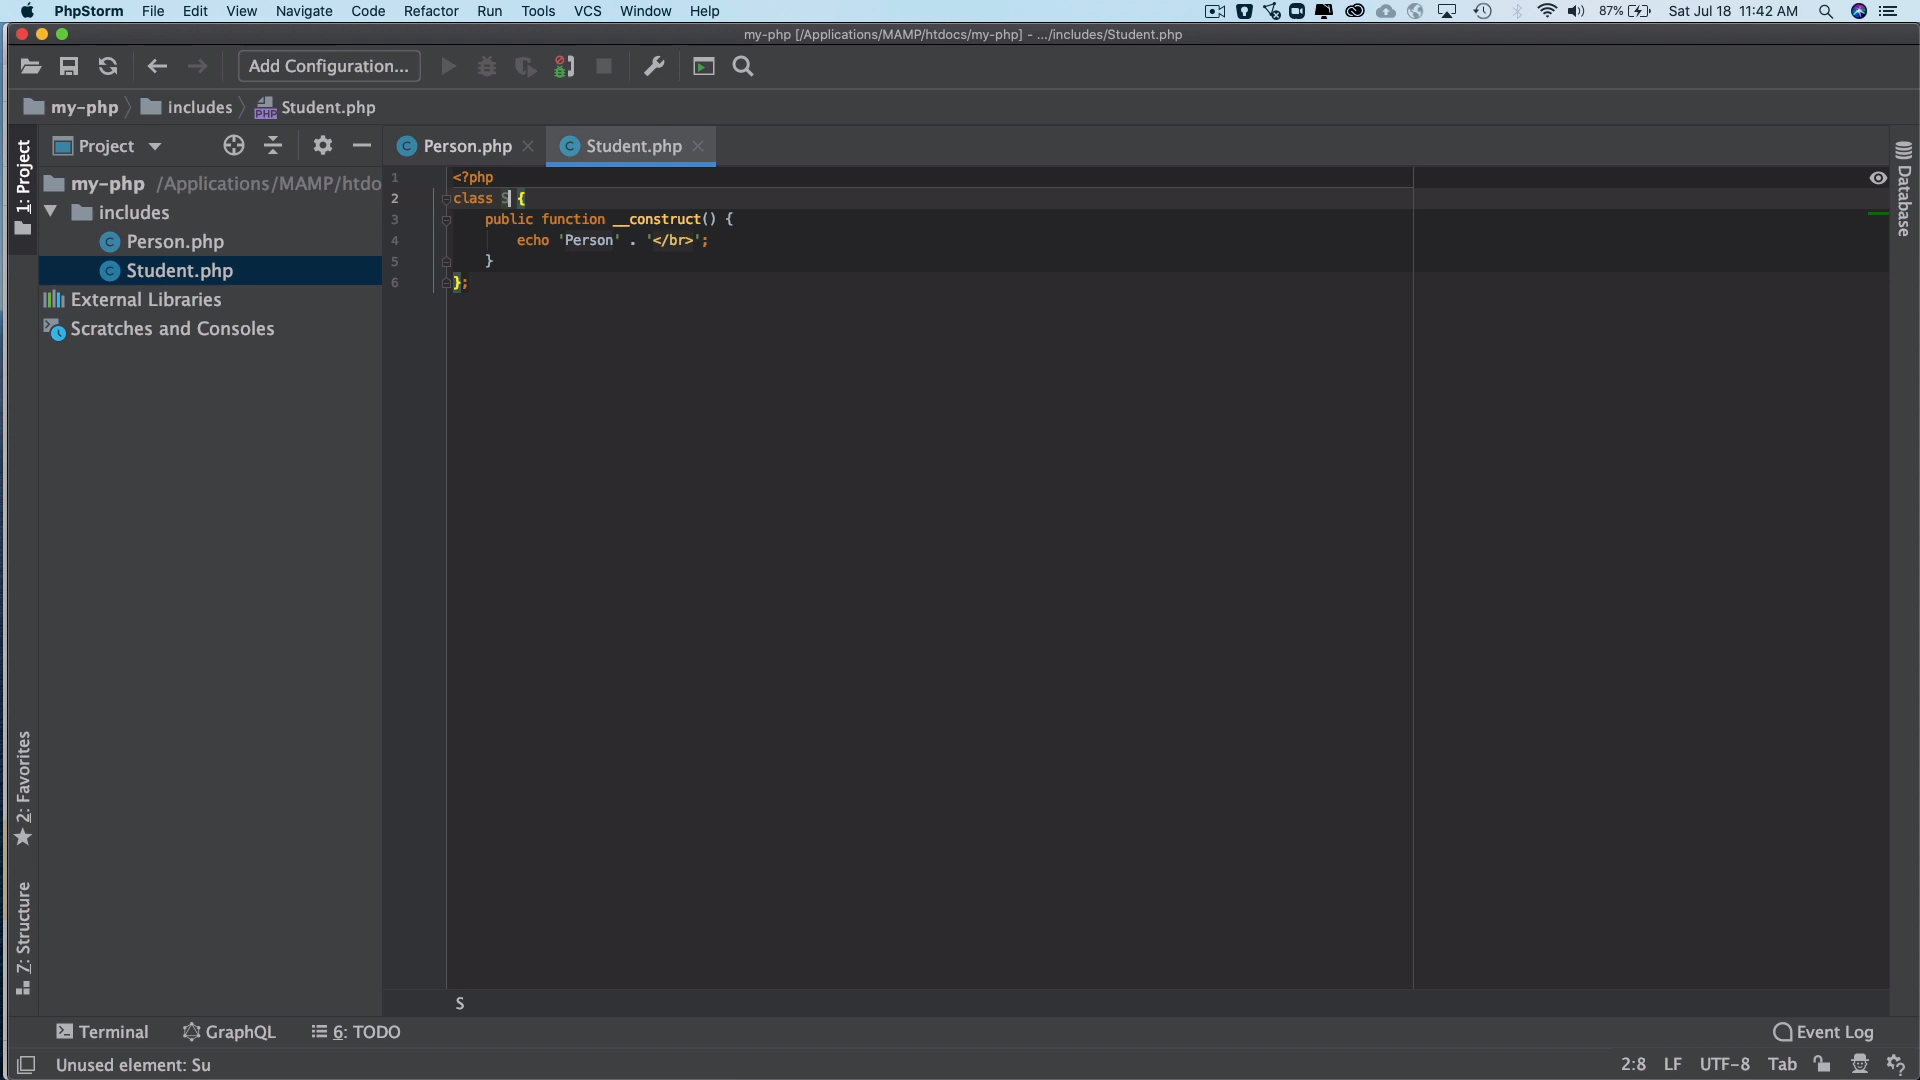 PhpStorm File Edit View Navigate Code Refactor Run Tools VCS Window Help 87% Sat Jul 18 11:42 AM
my-php [/Applications/MAMP/htdocs/my-php] - .../includes/Student.php
Add Configuration...
my-php includes Student.php
1: Project
Project
Person.php
Student.php
my-php /Applications/MAMP/htdo
includes
Person.php
Student.php
External Libraries
Scratches and Consoles
1 <?php
2 class S {
3 public function __construct() {
4 echo 'Person' . '</br>';
5 }
6 };
Database
2: Favorites
7: Structure
S
Terminal GraphQL 6: TODO Event Log
Unused element: Su 2:8 LF UTF-8 Tab